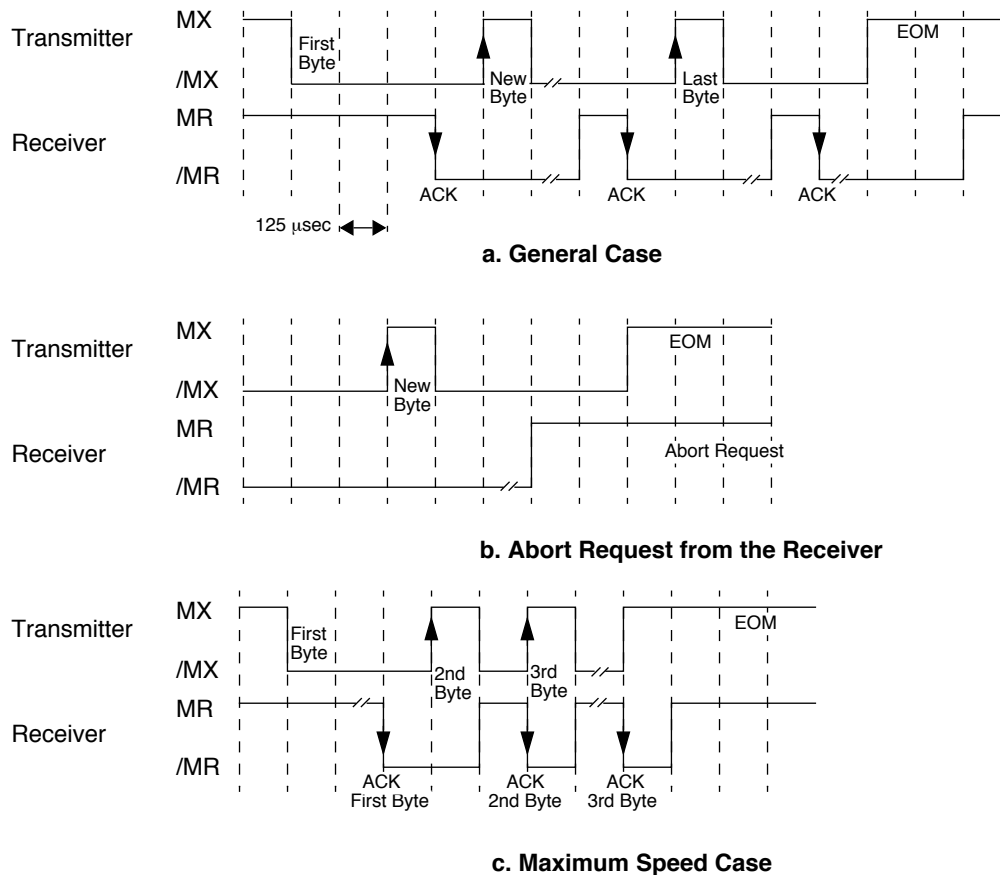 Transmitter
MX
/MX
First
Byte
New
Byte
Last
Byte
EOM
Receiver
MR
/MR
ACK
ACK
ACK
125 μsec
a. General Case
Transmitter
MX
/MX
New
Byte
EOM
Receiver
MR
/MR
Abort Request
b. Abort Request from the Receiver
Transmitter
MX
/MX
First
Byte
2nd
Byte
3rd
Byte
EOM
Receiver
MR
/MR
ACK
First Byte
ACK
2nd Byte
ACK
3rd Byte
c. Maximum Speed Case